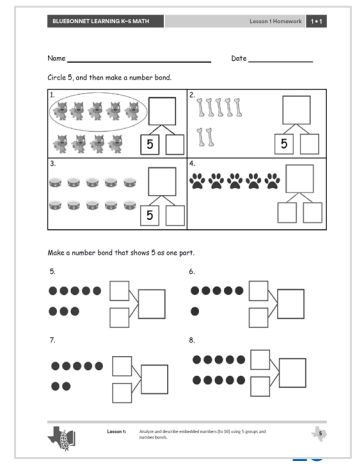 BLUEBONNET LEARNING K–5 MATH
Lesson 1 Homework 1•1
Name
Date
Circle 5, and then make a number bond.
1.
2.
5
5
3.
4.
5
Make a number bond that shows 5 as one part.
5.
6.
7.
8.
Lesson 1:
Analyze and describe embedded numbers (to 10) using 5-groups and
number bonds.